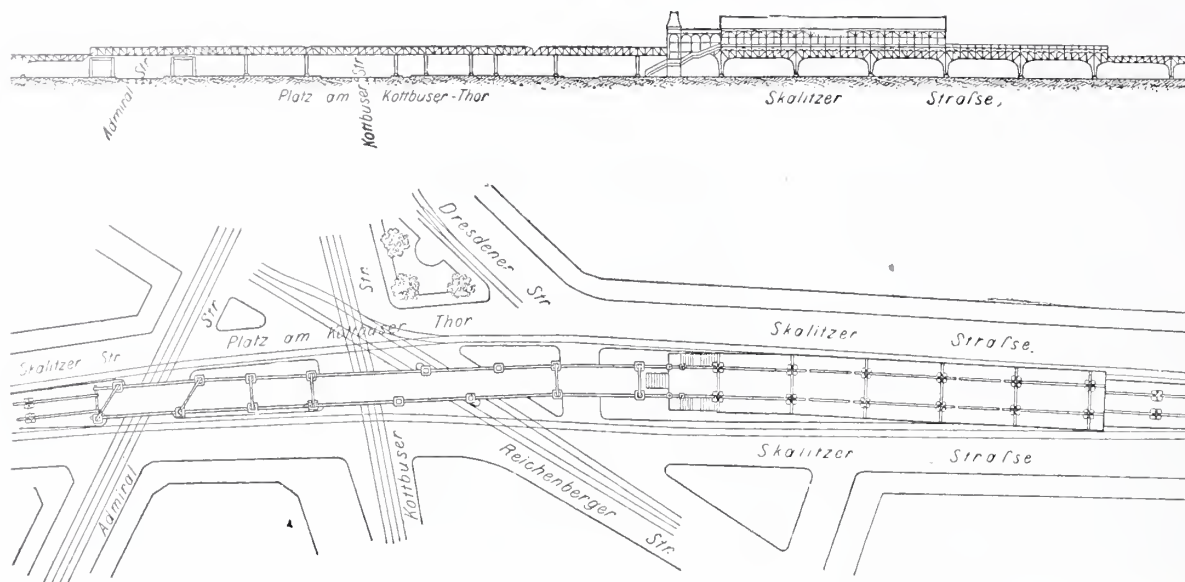 Admiral Str
Kottbuser Str
Platz am Kottbuser-Thor
Skalitzer Straſse,
Dresdener Str
Str.
Str
Platz am Kottbuser Thor
Skalitzer Straſse.
Skalitzer Str
Skalitzer Straſse
Admiral
Kottbuser
Reichenberger Str.